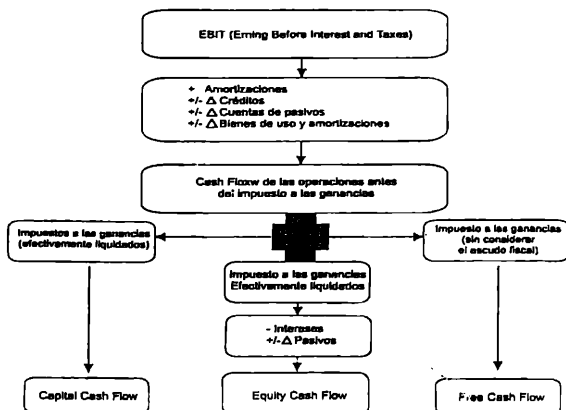 EBIT (Erning Before Interest and Taxes)
+ Amortizaciones
+/- Δ Créditos
+/- Δ Cuentas de pasivos
+/- Δ Bienes de uso y amortizaciones
Cash Floxw de las operaciones antes
del impuesto a las ganancias
Impuestos a las ganancias
(efectivamente liquidados)
Impuesto a las ganancias
Efectivamente liquidados
Impuesto a las ganancias
(sin considerar
el escudo fiscal)
- Intereses
+/-Δ Pasivos
Capital Cash Flow
Equity Cash Flow
Free Cash Flow